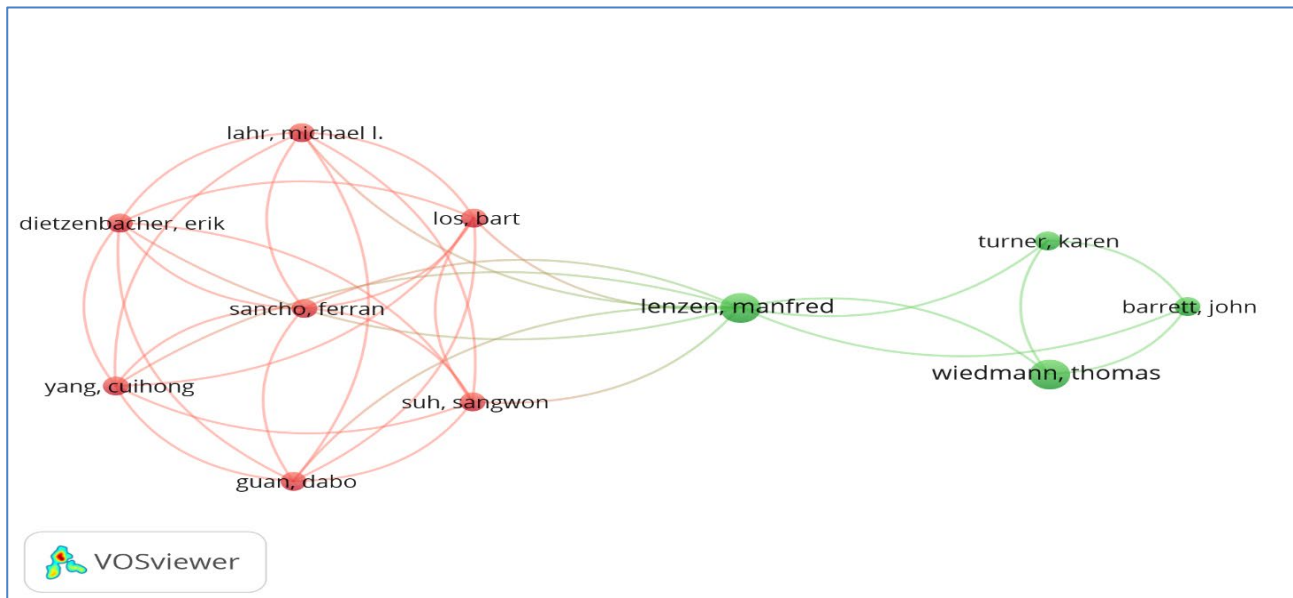 lahr, michael l.
dietzenbacher, erik
los, bart
turner, karen
sancho, ferran
lenzen, manfred
barrett, john
yang, cuihong
suh, sangwon
wiedmann, thomas
guan, dabo
VOSviewer